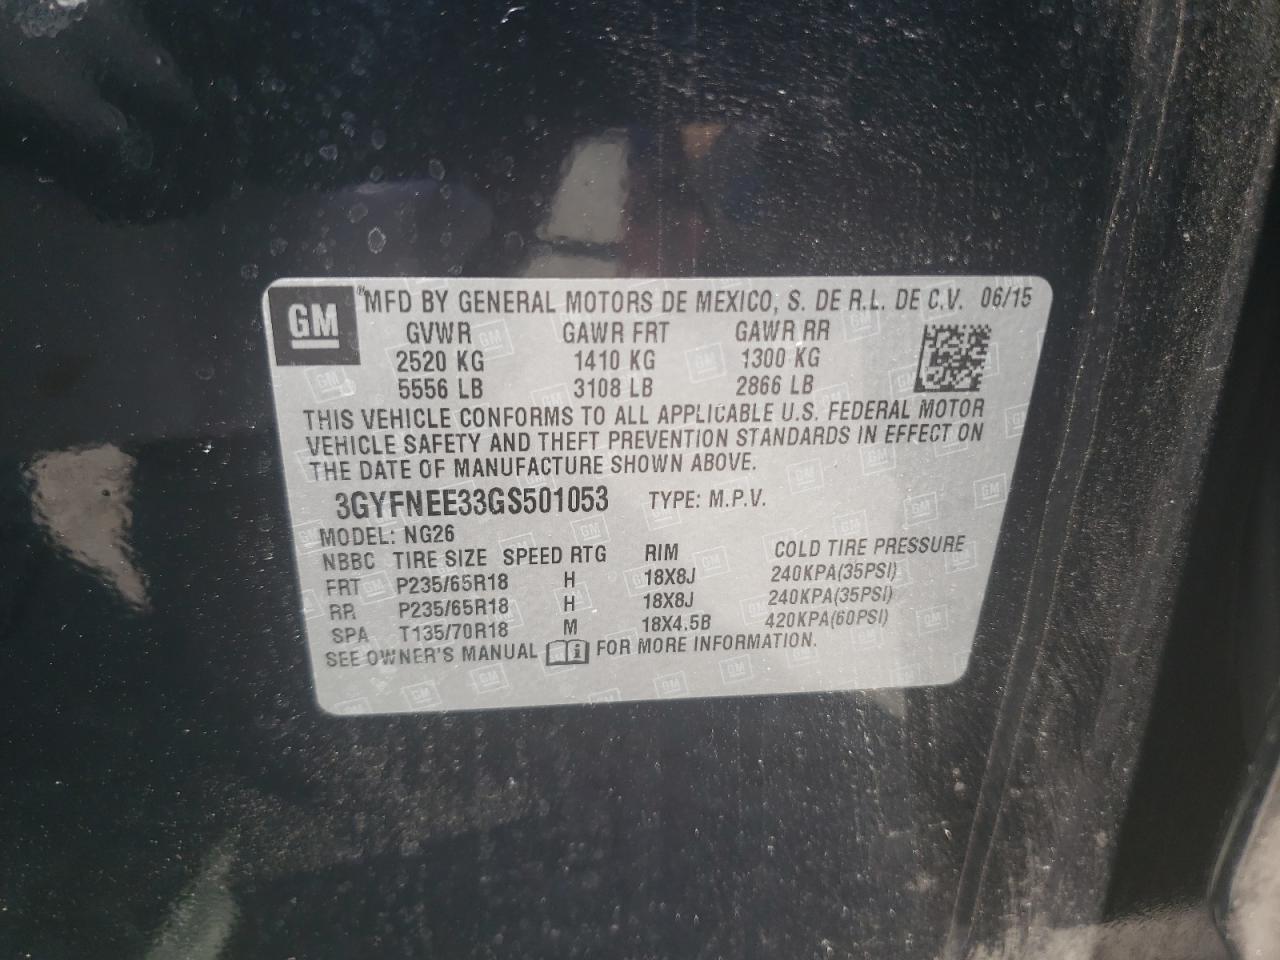 GM ® MFD BY GENERAL MOTORS DE MEXICO, S. DE R.L. DE C.V. 06/15
GVWR GAWR FRT GAWR RR
2520 KG 1410 KG 1300 KG
5556 LB 3108 LB 2866 LB
THIS VEHICLE CONFORMS TO ALL APPLICABLE U.S. FEDERAL MOTOR
VEHICLE SAFETY AND THEFT PREVENTION STANDARDS IN EFFECT ON
THE DATE OF MANUFACTURE SHOWN ABOVE.
3GYFNEE33GS501053 TYPE: M.P.V.
MODEL: NG26
NBBC TIRE SIZE SPEED RTG RIM COLD TIRE PRESSURE
FRT P235/65R18 H 18X8J 240KPA(35PSI)
RR P235/65R18 H 18X8J 240KPA(35PSI)
SPA T135/70R18 M 18X4.5B 420KPA(60PSI)
SEE OWNER'S MANUAL i FOR MORE INFORMATION.